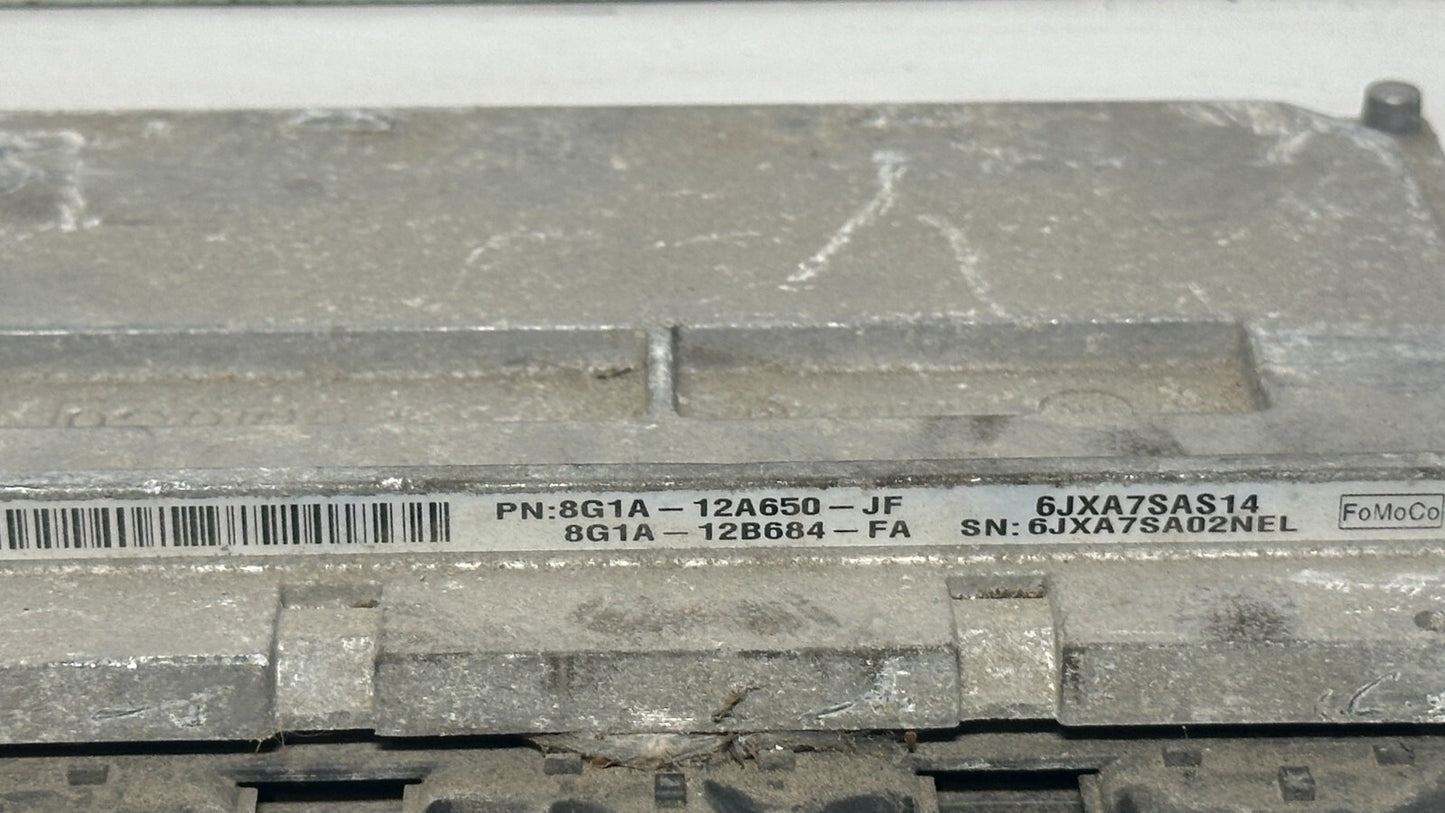 PN:8G1A-12A650-JF
8G1A-12B684-FA
6JXA7SAS14
SN: 6JXA7SA02NEL
FoMoCo